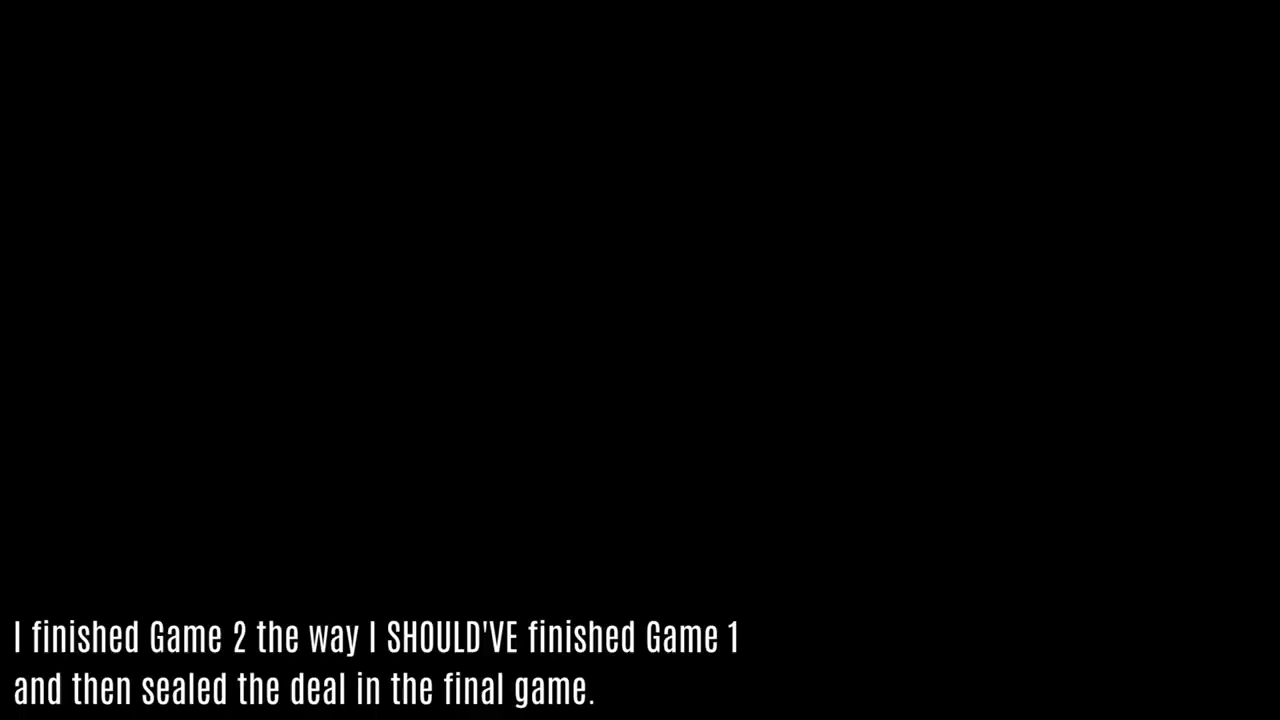 I finished Game 2 the way I SHOULD'VE finished Game 1
and then sealed the deal in the final game.